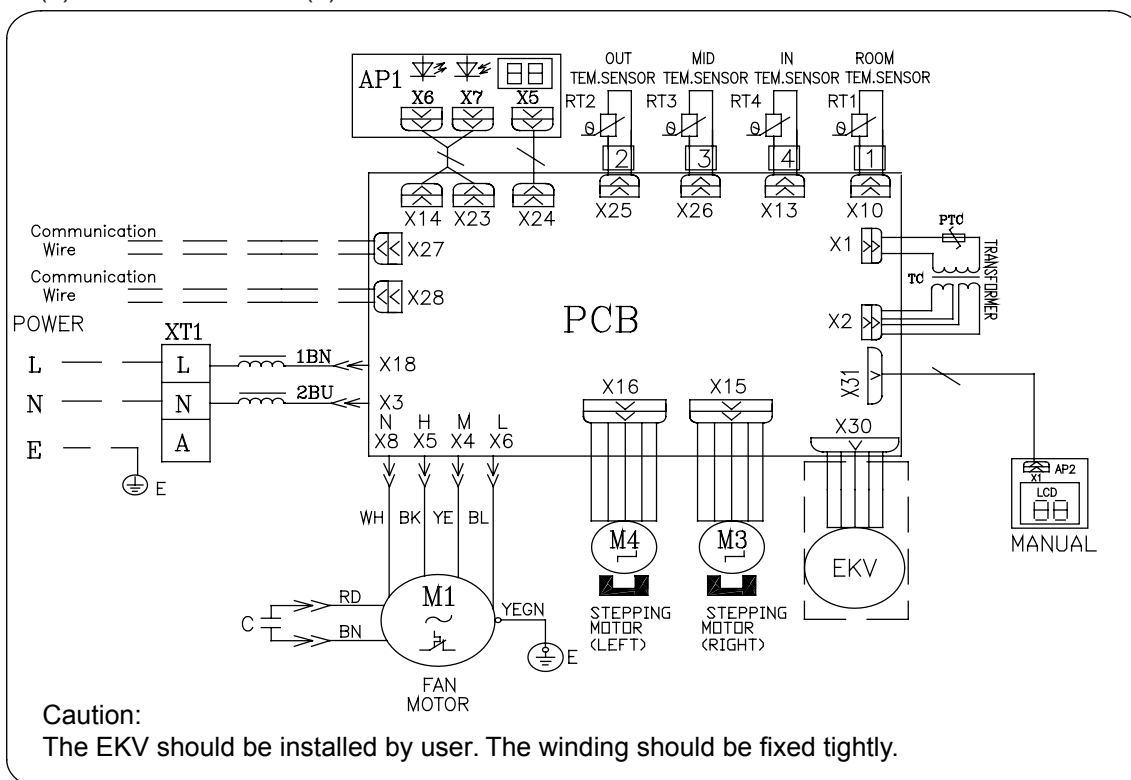 OUT MID IN ROOM
TEM.SENSOR TEM.SENSOR TEM.SENSOR TEM.SENSOR
AP1
X6 X7 X5
RT2 RT3 RT4 RT1
θ θ θ θ
2 3 4 1
X14 X23 X24 X25 X26 X13 X10
Communication
Wire
X27
Communication
Wire
X28
X1
PTC
TC
TRANSFORMER
X2
PCB
POWER
XT1
L L 1BN X18
N N 2BU X3
E A
E
X31
N H M L
X8 X5 X4 X6
X16 X15
X30
WH BK YE BL
M4 M3
EKV
X1 AP2
LCD
MANUAL
STEPPING
MOTOR
(LEFT)
STEPPING
MOTOR
(RIGHT)
C RD
BN
M1
YEGN
E
FAN
MOTOR
Caution:
The EKV should be installed by user. The winding should be fixed tightly.